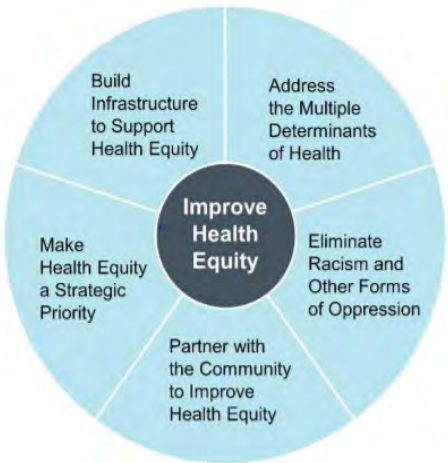 Build
Infrastructure
to Support
Health Equity
Address
the Multiple
Determinants
of Health
Improve
Health
Equity
Make
Health Equity
a Strategic
Priority
Eliminate
Racism and
Other Forms
of Oppression
Partner with
the Community
to Improve
Health Equity